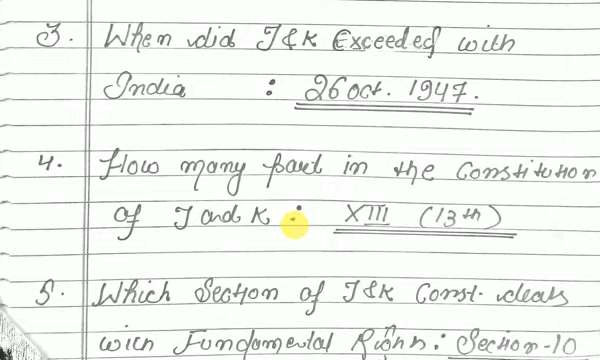 3. When did J&K Exceeded with
India : 26 oct. 1947.
4. How many part in the Constitution
of J and K : XIII (13th)
5. Which Section of J&K Const. deals
with Fundamental Right : Section-10